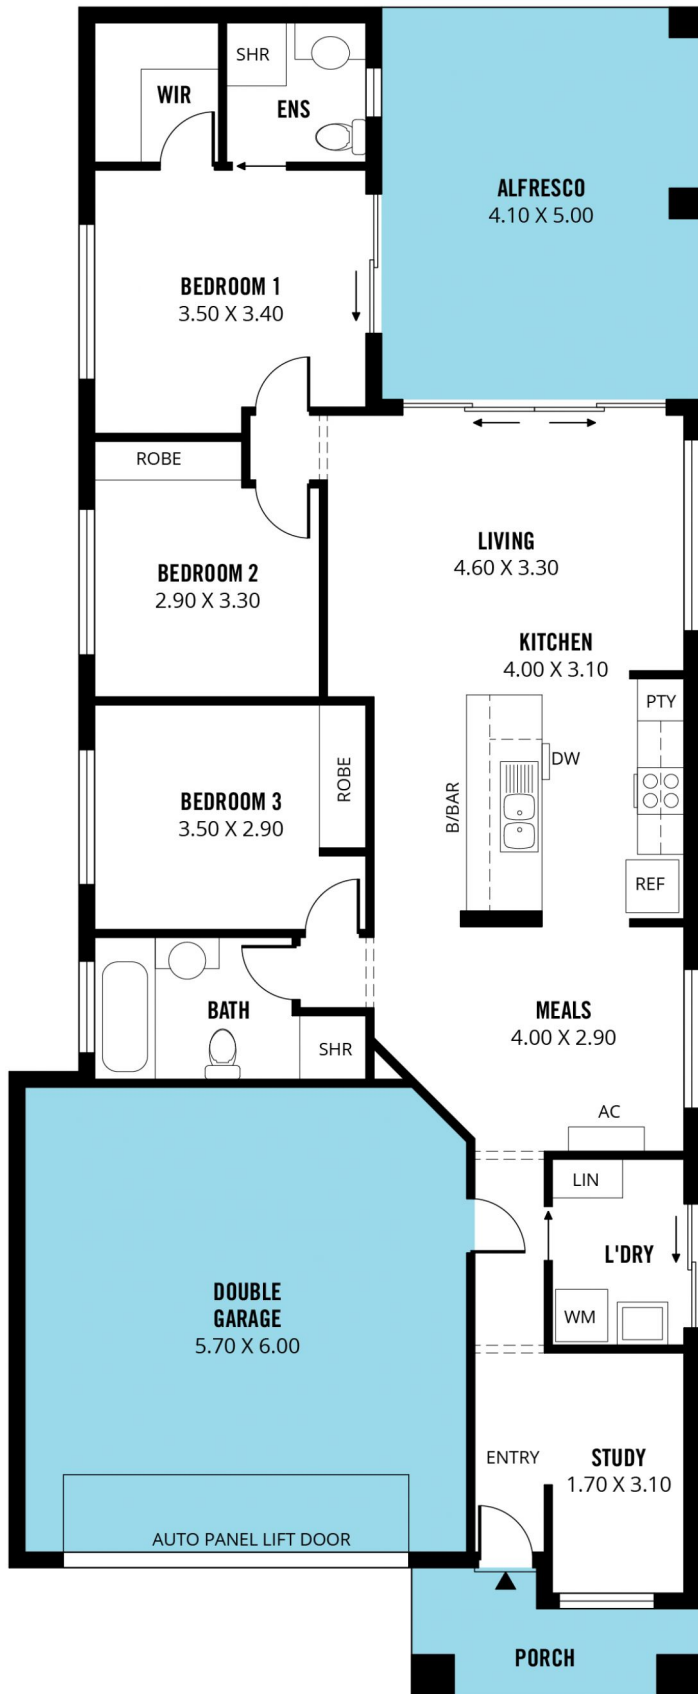 SHR
WIR
ENS
ALFRESCO
4.10 X 5.00
BEDROOM 1
3.50 X 3.40
ROBE
LIVING
4.60 X 3.30
BEDROOM 2
2.90 X 3.30
KITCHEN
4.00 X 3.10
PTY
DW
ROBE
BEDROOM 3
3.50 X 2.90
B/BAR
REF
BATH
MEALS
4.00 X 2.90
SHR
AC
LIN
L'DRY
DOUBLE
GARAGE
5.70 X 6.00
WM
ENTRY
STUDY
1.70 X 3.10
AUTO PANEL LIFT DOOR
PORCH